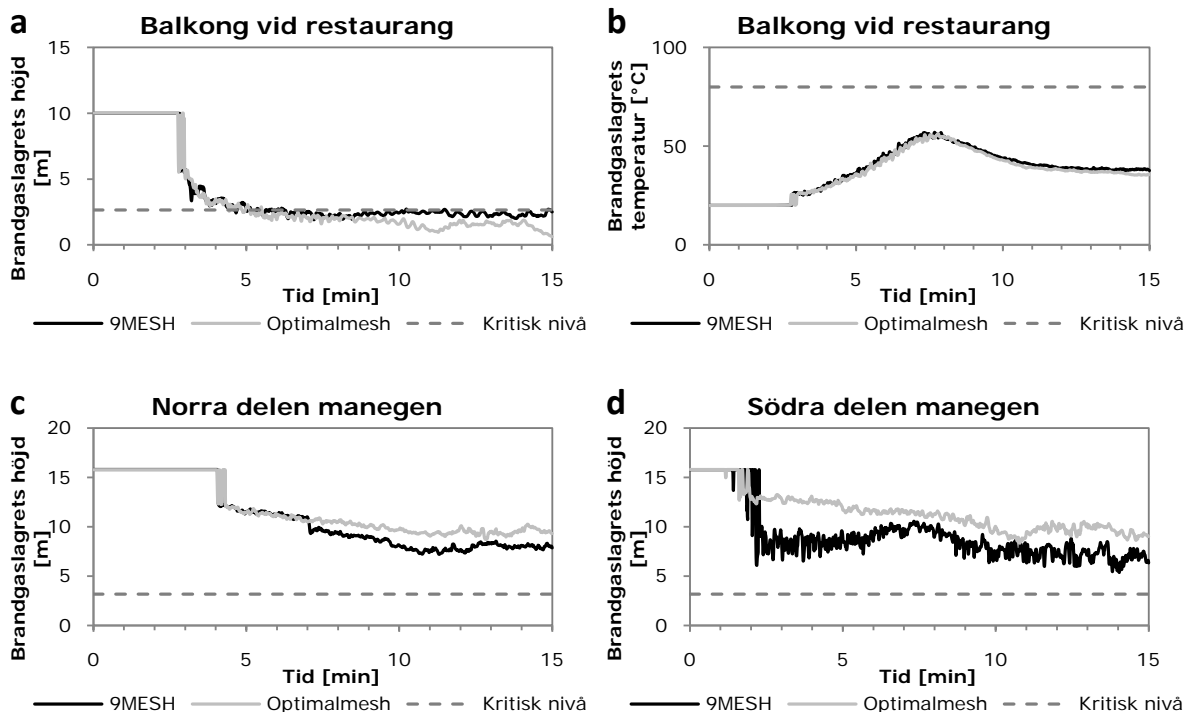 a
Balkong vid restaurang
Brandgaslagrets höjd
[m]
15
10
5
0
0 5 10 15
Tid [min]
9MESH Optimalmesh Kritisk nivå
b
Balkong vid restaurang
Brandgaslagrets
temperatur [°C]
100
50
0
0 5 10 15
Tid [min]
9MESH Optimalmesh Kritisk nivå
c
Norra delen manegen
Brandgaslagrets höjd
[m]
20
15
10
5
0
0 5 10 15
Tid [min]
9MESH Optimalmesh Kritisk nivå
d
Södra delen manegen
Brandgaslagrets höjd
[m]
20
15
10
5
0
0 5 10 15
Tid [min]
9MESH Optimalmesh Kritisk nivå